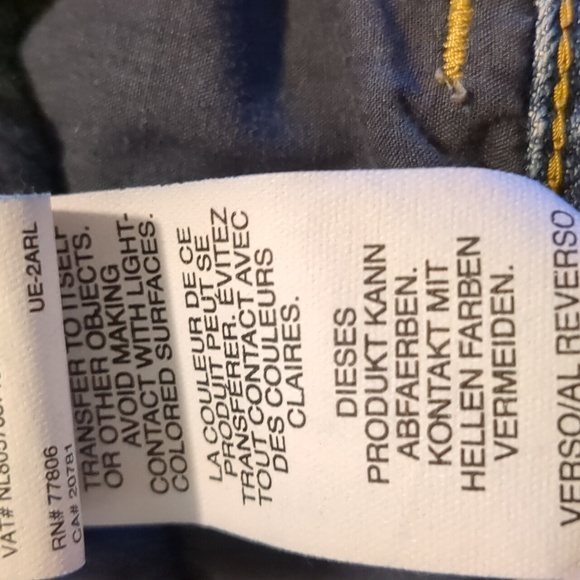 UE-2ARL
RN# 77806
CA# 20781
TRANSFER TO ITSELF
OR OTHER OBJECTS.
AVOID MAKING
CONTACT WITH LIGHT-
COLORED SURFACES.
LA COULEUR DE CE
PRODUIT PEUT SE
TRANSFÉRER. ÉVITEZ
TOUT CONTACT AVEC
DES COULEURS
CLAIRES.
DIESES
PRODUKT KANN
ABFAERBEN.
KONTAKT MIT
HELLEN FARBEN
VERMEIDEN.
VERSO/AL REVERSO